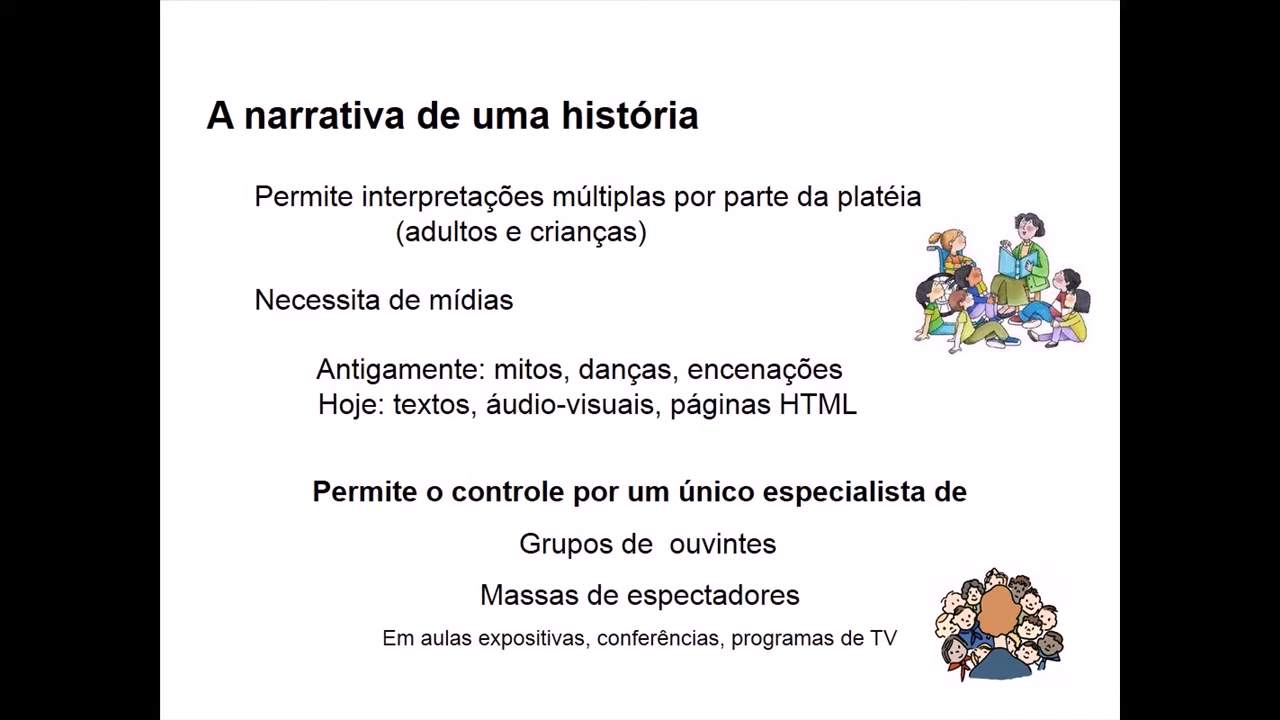 A narrativa de uma história
Permite interpretações múltiplas por parte da platéia
(adultos e crianças)
Necessita de mídias
Antigamente: mitos, danças, encenações
Hoje: textos, áudio-visuais, páginas HTML
Permite o controle por um único especialista de
Grupos de  ouvintes
Massas de espectadores
Em aulas expositivas, conferências, programas de TV